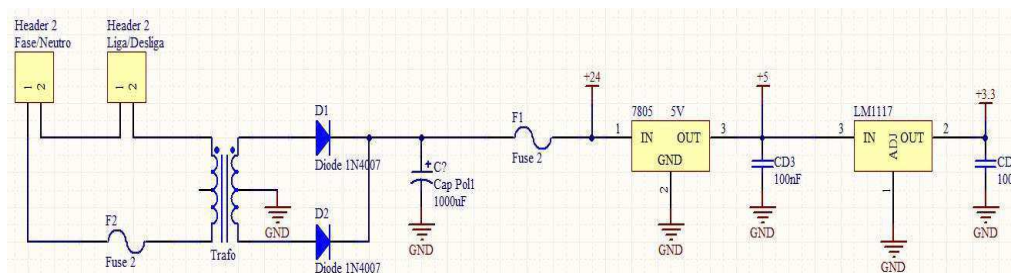 Header 2
Fase/Neutro
Header 2
Liga/Desliga
1
2
1
2
F2
Fuse 2
Trafo
GND
D1
Diode 1N4007
D2
Diode 1N4007
C?
Cap Pol1
1000uF
GND
F1
Fuse 2
+24
7805 5V
1
IN OUT
GND
3
2
GND
+5
CD3
100nF
GND
LM1117
3
IN OUT
ADJ
2
1
GND
+3.3
CD
100
GND